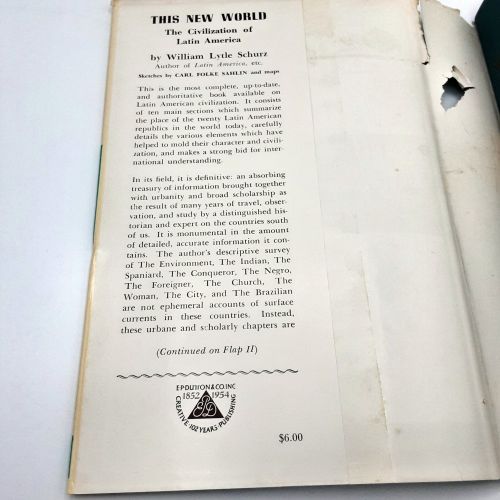 THIS NEW WORLD
The Civilization of
Latin America
by William Lytle Schurz
Author of Latin America, etc.
Sketches by CARL FOLKE SAHLIN and maps
This is the most complete, up-to-date,
and authoritative book available on
Latin American civilization. It consists
of ten main sections which summarize
the place of the twenty Latin American
republics in the world today, carefully
details the various elements which have
helped to mold their character and civili-
zation, and makes a strong bid for inter-
national understanding.
In its field, it is definitive: an absorbing
treasury of information brought together
with urbanity and broad scholarship as
the result of many years of travel, obser-
vation, and study by a distinguished his-
torian and expert on the countries south
of us. It is monumental in the amount
of detailed, accurate information it con-
tains. The author's descriptive survey
of The Environment, The Indian, The
Spaniard, The Conqueror, The Negro,
The Foreigner, The Church, The
Woman, The City, and The Brazilian
are not ephemeral accounts of surface
currents in these countries. Instead,
these urbane and scholarly chapters are
(Continued on Flap II)
E·P·DUTTON & CO. INC.
1852 1954
CREATIVE 102 YEARS PUBLISHING
$6.00